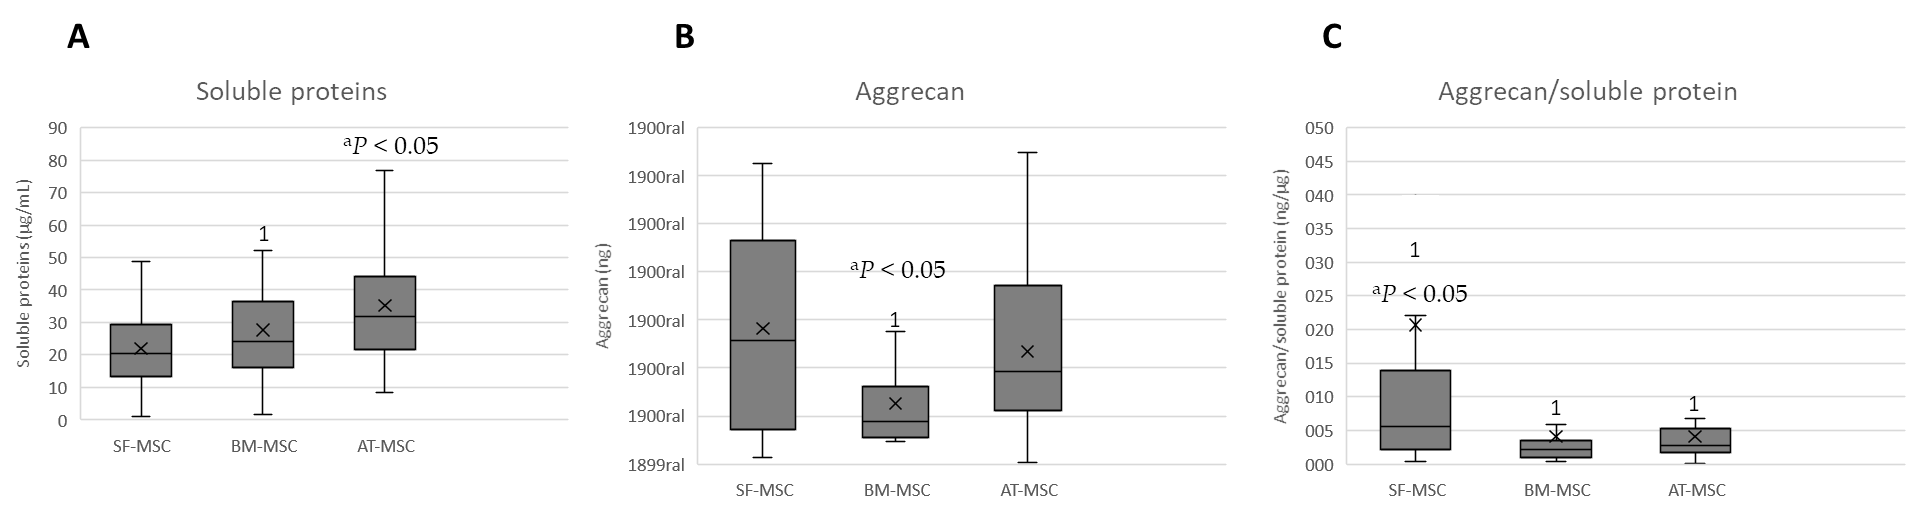 A
Soluble proteins
Soluble proteins (µg/mL)
90
80
70
60
50
40
30
20
10
0
aP < 0.05
1
SF-MSC
BM-MSC
AT-MSC
B
Aggrecan
Aggrecan (ng)
1900ral
1900ral
1900ral
1900ral
1900ral
1900ral
1900ral
1899ral
aP < 0.05
1
SF-MSC
BM-MSC
AT-MSC
C
Aggrecan/soluble protein
Aggrecan/soluble protein (ng/µg)
050
045
040
035
030
025
020
015
010
005
000
1
aP < 0.05
1
1
SF-MSC
BM-MSC
AT-MSC